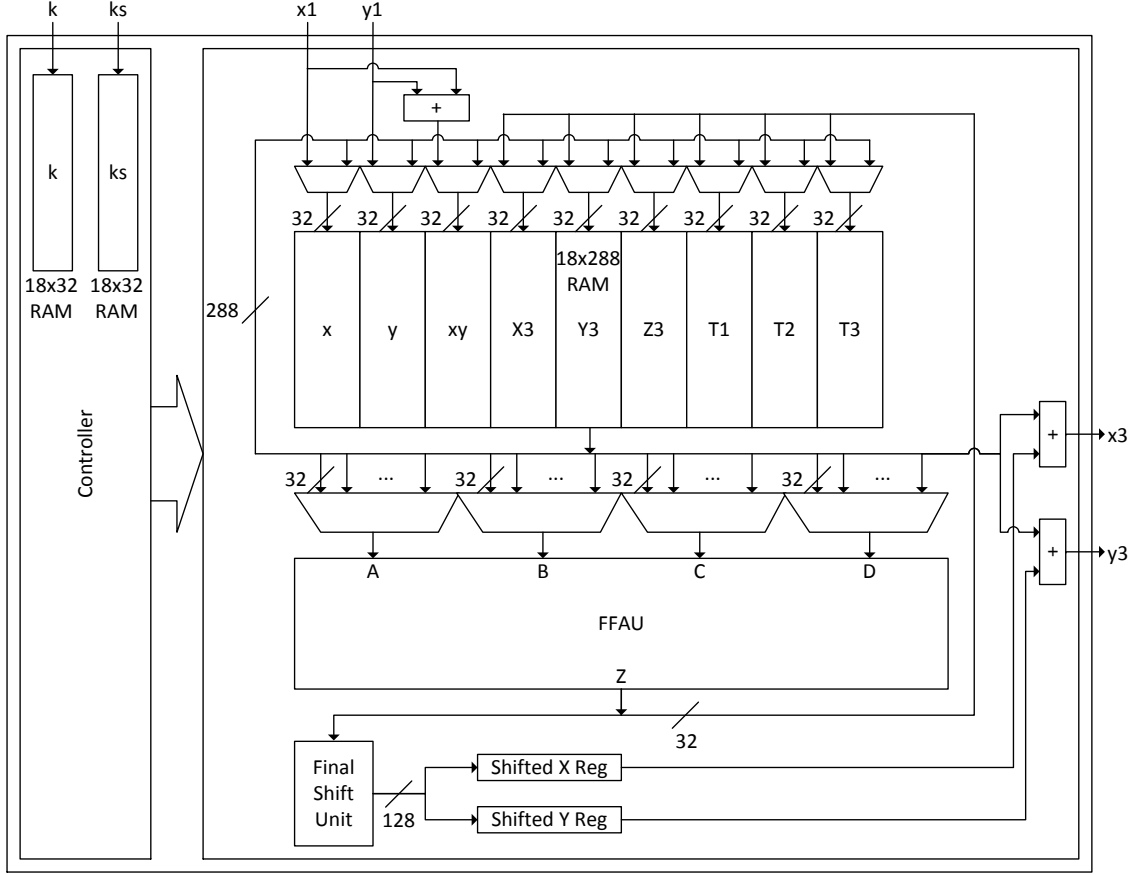 k
ks
x1
y1
+
k
ks
32
32
32
32
32
32
32
32
32
18x288
RAM
18x32
RAM
18x32
RAM
288
x
y
xy
X3
Y3
Z3
T1
T2
T3
Controller
+
x3
32
...
32
...
32
...
32
...
+
y3
A
B
C
D
FFAU
Z
32
Final
Shift
Unit
128
Shifted X Reg
Shifted Y Reg